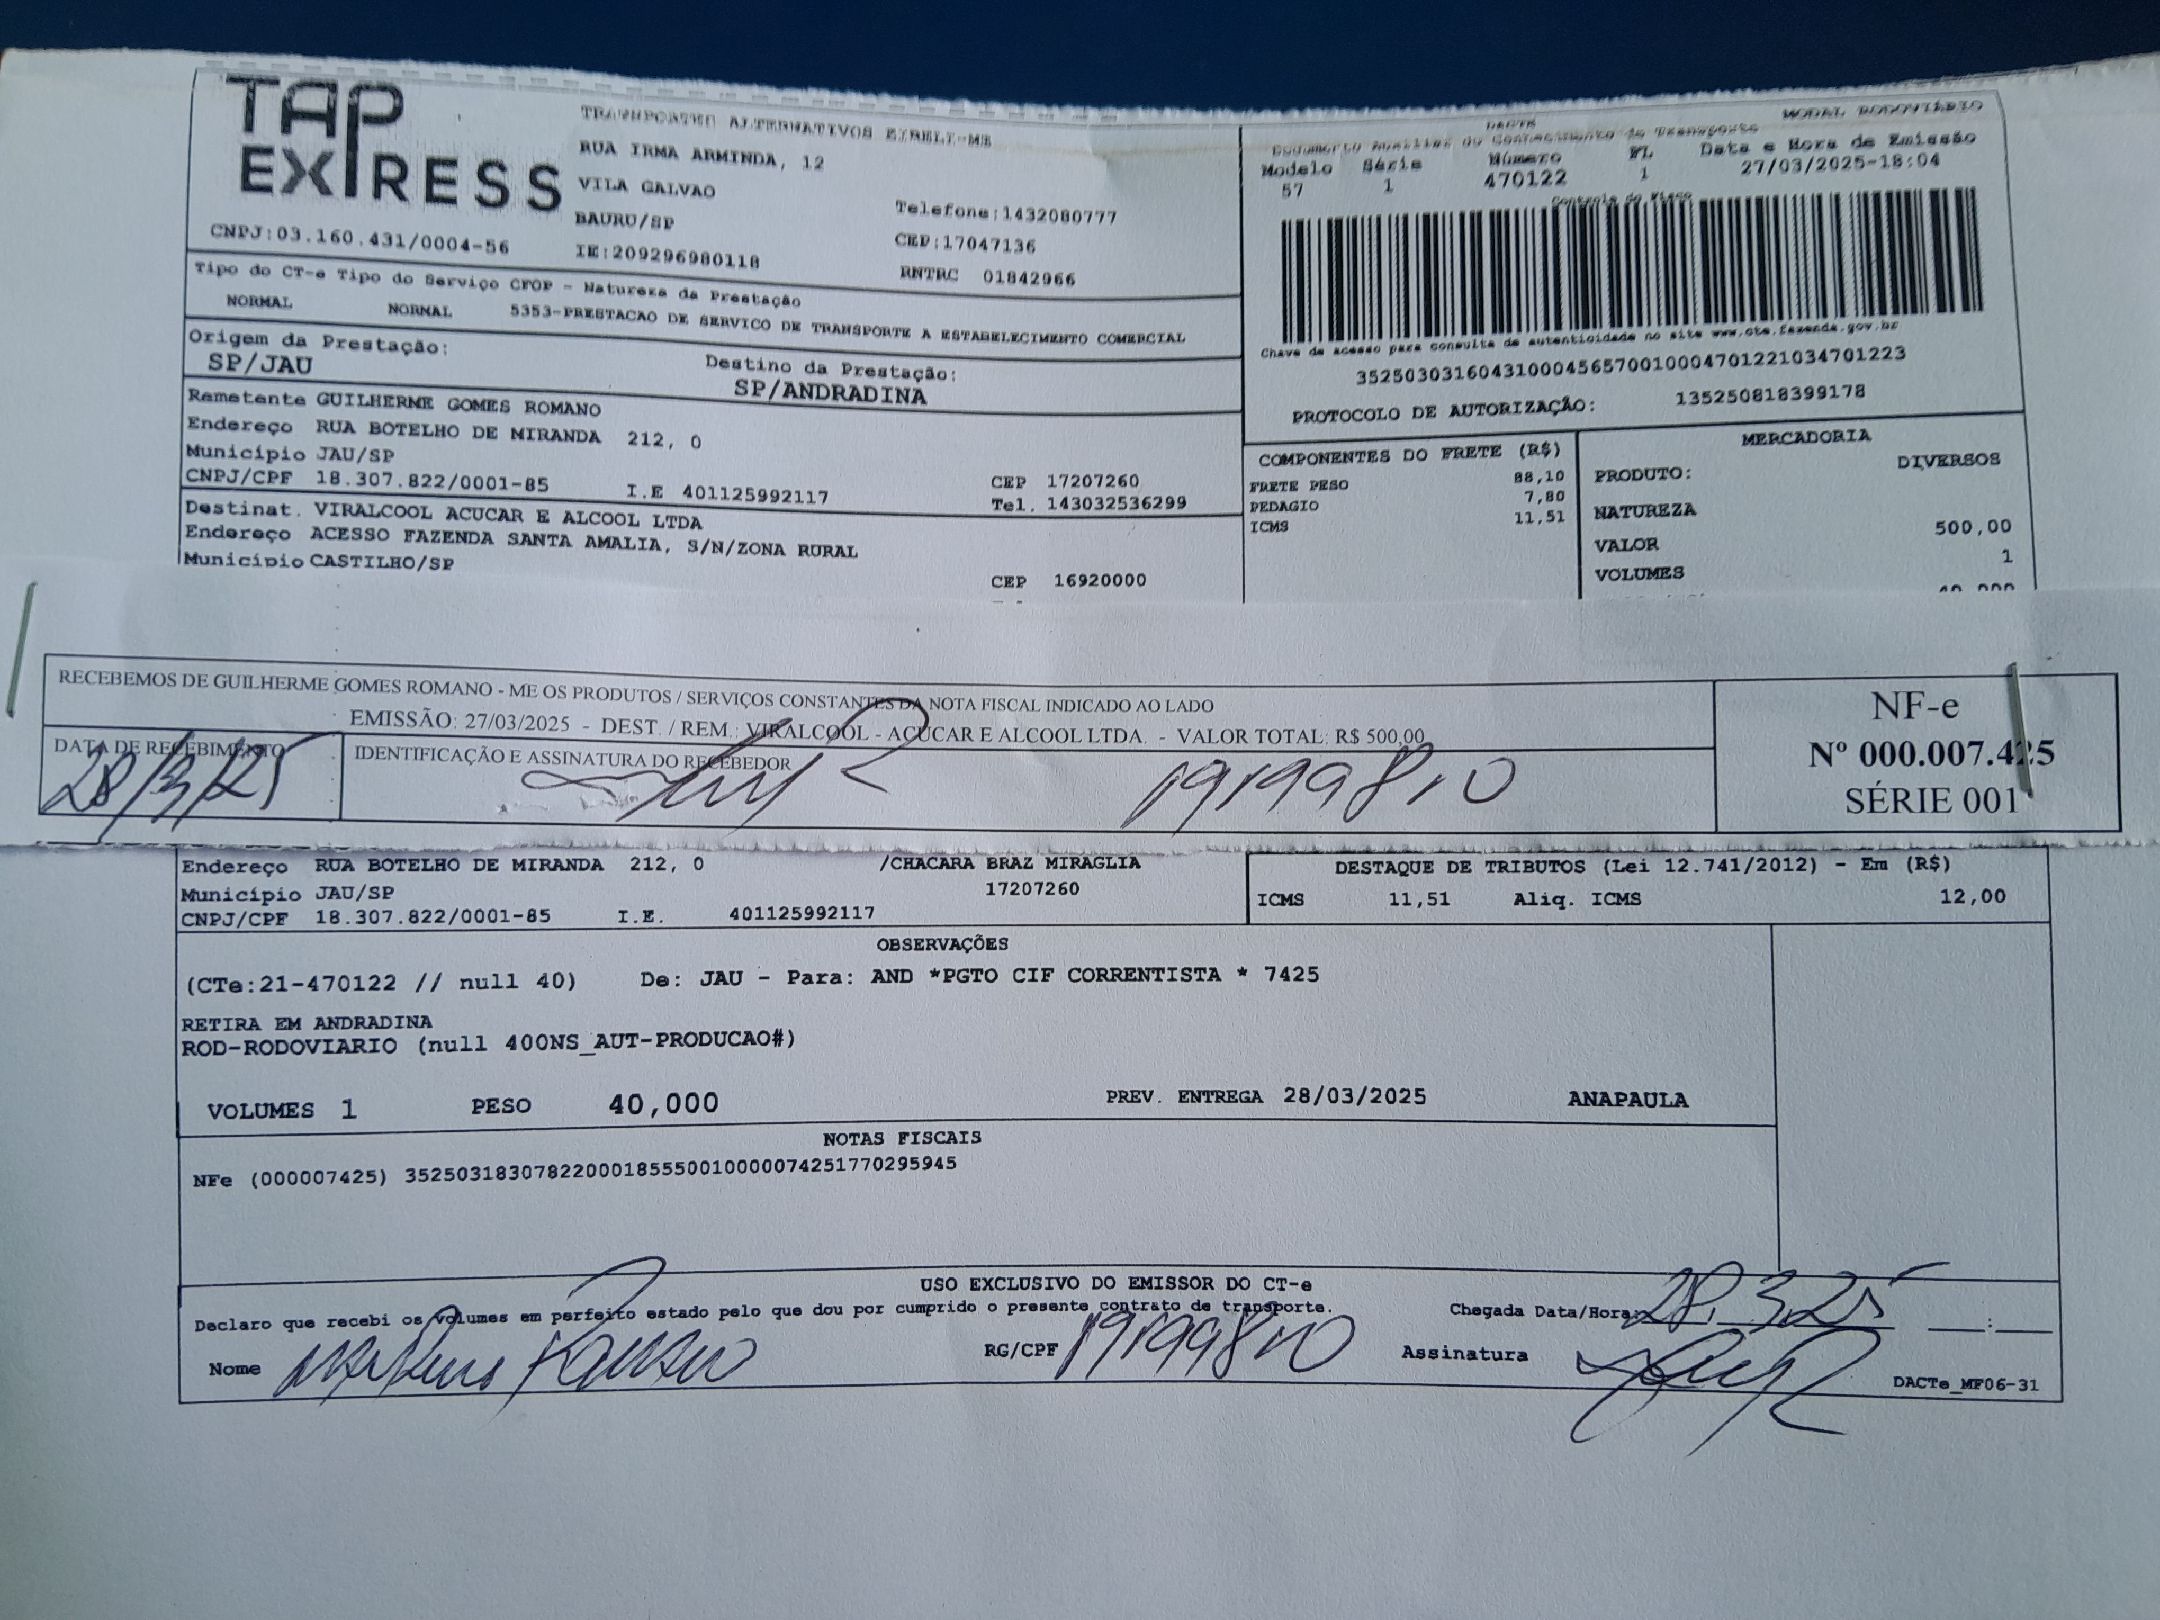 TAP EXPRESS
TRANSPORTES ALTERNATIVOS EIRELI-ME
RUA IRMA ARMINDA, 12
VILA GALVAO
BAURU/SP
Telefone:1432080777
CEP:17047136
CNPJ:03.160.431/0004-56
IE:209296980118
RNTRC 01842966
Tipo do CT-e Tipo do Serviço CFOP - Natureza da Prestação
NORMAL NORMAL 5353-PRESTACAO DE SERVICO DE TRANSPORTE A ESTABELECIMENTO COMERCIAL
Origem da Prestação:
SP/JAU
Destino da Prestação:
SP/ANDRADINA
Remetente GUILHERME GOMES ROMANO
Endereço RUA BOTELHO DE MIRANDA 212, 0
Município JAU/SP
CEP 17207260
CNPJ/CPF 18.307.822/0001-85 I.E 401125992117 Tel. 143032536299
Destinat. VIRALCOOL ACUCAR E ALCOOL LTDA
Endereço ACESSO FAZENDA SANTA AMALIA, S/N/ZONA RURAL
Município CASTILHO/SP
CEP 16920000
DACTE
MODAL RODOVIÁRIO
Documento Auxiliar do Conhecimento de Transporte
Modelo Série Número FL Data e Hora de Emissão
57 1 470122 1 27/03/2025-18:04
Controle do Fisco
Chave de acesso para consulta de autenticidade no site www.cte.fazenda.gov.br
35250303160431000456570010004701221034701223
PROTOCOLO DE AUTORIZAÇÃO: 135250818399178
COMPONENTES DO FRETE (R$)
FRETE PESO 88,10
PEDAGIO 7,80
ICMS 11,51
MERCADORIA
PRODUTO: DIVERSOS
NATUREZA
VALOR 500,00
VOLUMES 1
RECEBEMOS DE GUILHERME GOMES ROMANO - ME OS PRODUTOS / SERVIÇOS CONSTANTES DA NOTA FISCAL INDICADO AO LADO
EMISSÃO: 27/03/2025 - DEST. / REM.: VIRALCOOL - AÇUCAR E ALCOOL LTDA. - VALOR TOTAL: R$ 500,00
DATA DE RECEBIMENTO
28/3/25
IDENTIFICAÇÃO E ASSINATURA DO RECEBEDOR
NF-e
Nº 000.007.425
SÉRIE 001
Endereço RUA BOTELHO DE MIRANDA 212, 0 /CHACARA BRAZ MIRAGLIA
Município JAU/SP 17207260
CNPJ/CPF 18.307.822/0001-85 I.E. 401125992117
DESTAQUE DE TRIBUTOS (Lei 12.741/2012) - Em (R$)
ICMS 11,51 Aliq. ICMS 12,00
OBSERVAÇÕES
(CTe:21-470122 // null 40) De: JAU - Para: AND *PGTO CIF CORRENTISTA * 7425
RETIRA EM ANDRADINA
ROD-RODOVIARIO (null 400NS_AUT-PRODUCAO#)
VOLUMES 1 PESO 40,000 PREV. ENTREGA 28/03/2025 ANAPAULA
NOTAS FISCAIS
NFe (000007425) 35250318307822000185550010000074251770295945
USO EXCLUSIVO DO EMISSOR DO CT-e
Declaro que recebi os volumes em perfeito estado pelo que dou por cumprido o presente contrato de transporte.
Chegada Data/Hora: 28.3.25 __:__
Nome
RG/CPF
Assinatura
DACTe_MF06-31